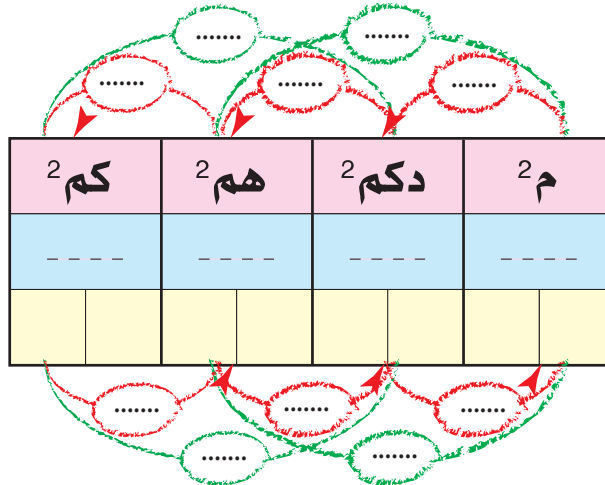 ....... .......
....... ....... .......
م² دكم² هم² كم²
_ _ _ _ _ _ _ _ _ _ _ _ _ _ _ _
....... ....... .......
....... .......